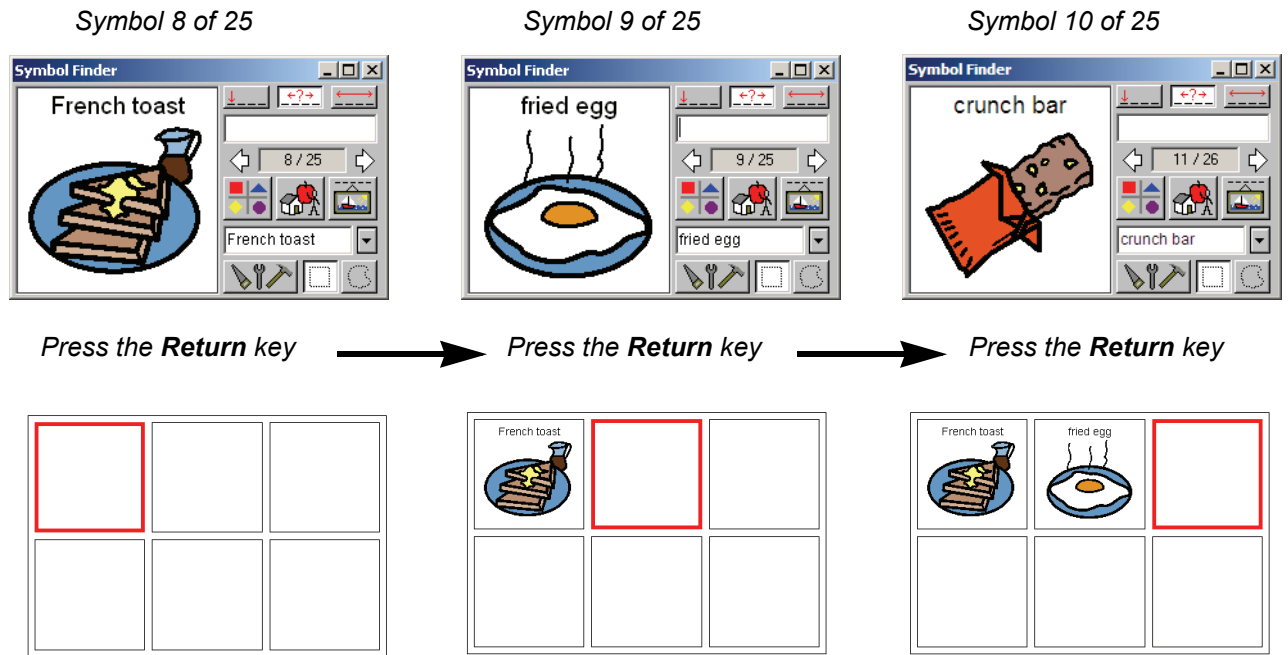 Symbol 8 of 25
Symbol 9 of 25
Symbol 10 of 25
Symbol Finder
French toast
8 / 25
French toast
Symbol Finder
fried egg
9 / 25
fried egg
Symbol Finder
crunch bar
11 / 26
crunch bar
Press the Return key
Press the Return key
Press the Return key
French toast
French toast
fried egg